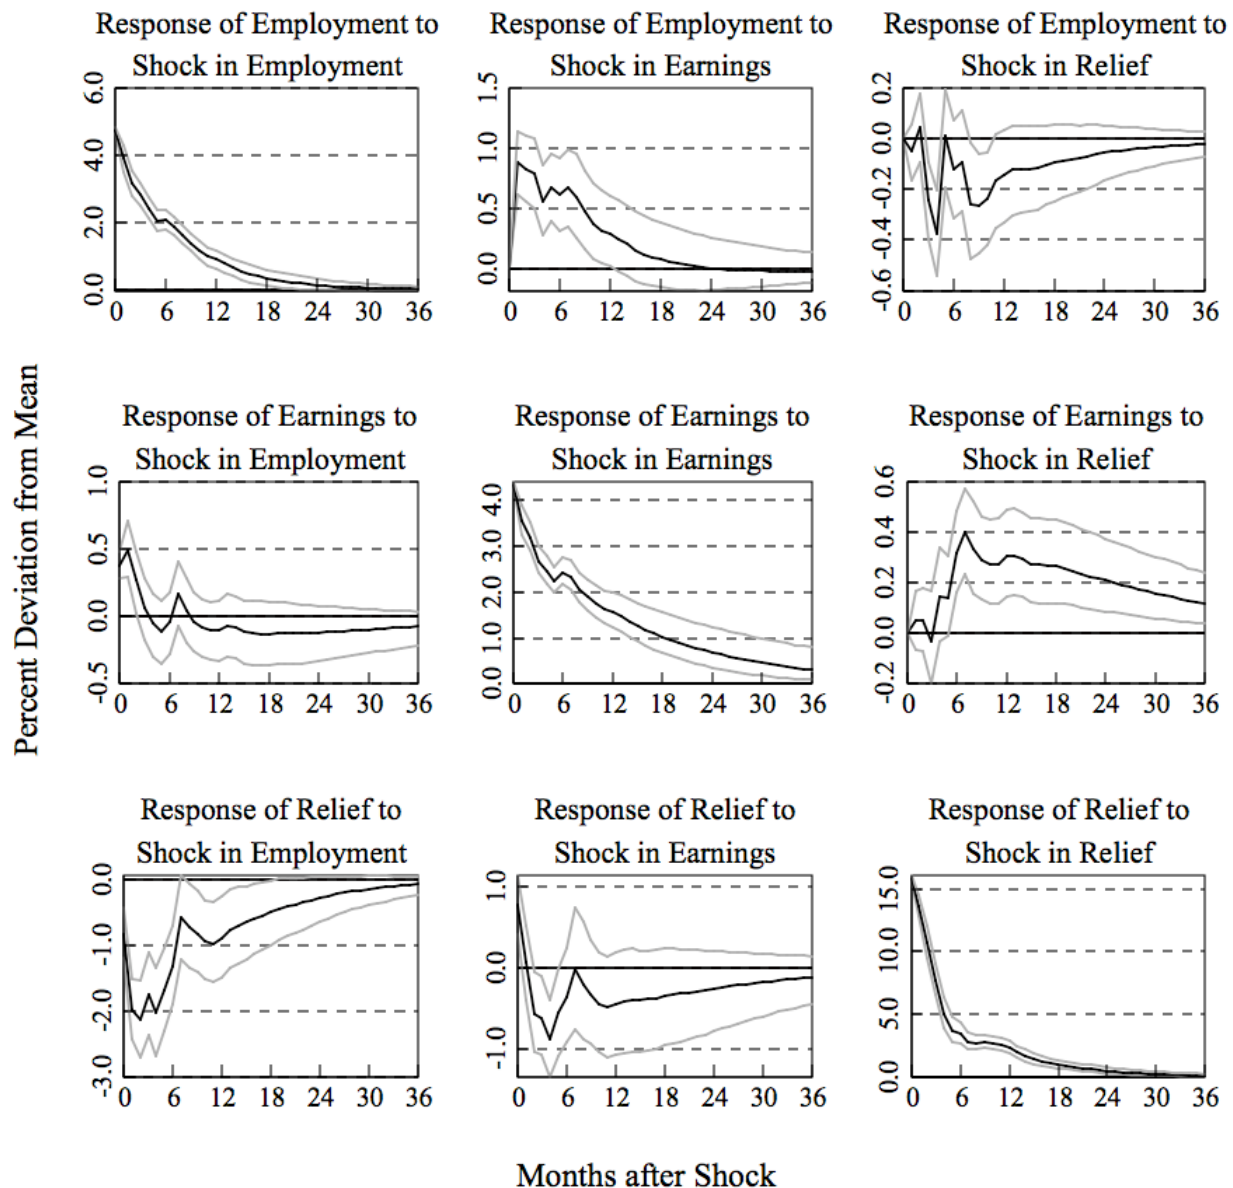 Response of Employment to
Shock in Employment
6.0
4.0
2.0
0.0
0 6 12 18 24 30 36
Response of Employment to
Shock in Earnings
1.5
1.0
0.5
0.0
0 6 12 18 24 30 36
Response of Employment to
Shock in Relief
0.2
0.0
-0.2
-0.4
-0.6
0 6 12 18 24 30 36
Percent Deviation from Mean
Response of Earnings to
Shock in Employment
1.0
0.5
0.0
-0.5
0 6 12 18 24 30 36
Response of Earnings to
Shock in Earnings
4.0
3.0
2.0
1.0
0.0
0 6 12 18 24 30 36
Response of Earnings to
Shock in Relief
0.6
0.4
0.2
0.0
-0.2
0 6 12 18 24 30 36
Response of Relief to
Shock in Employment
0.0
-1.0
-2.0
-3.0
0 6 12 18 24 30 36
Response of Relief to
Shock in Earnings
1.0
0.0
-1.0
0 6 12 18 24 30 36
Response of Relief to
Shock in Relief
15.0
10.0
5.0
0.0
0 6 12 18 24 30 36
Months after Shock